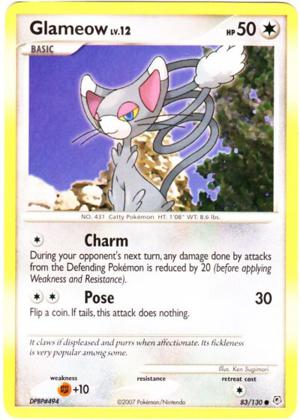 Glameow LV.12 HP 50
BASIC
NO. 431 Catty Pokémon HT: 1'08" WT: 8.6 lbs.
Charm
During your opponent's next turn, any damage done by attacks
from the Defending Pokémon is reduced by 20 (before applying
Weakness and Resistance).
Pose 30
Flip a coin. If tails, this attack does nothing.
It claws if displeased and purrs when affectionate. Its fickleness
is very popular among some.
Illus. Ken Sugimori
weakness resistance retreat cost
+10
DPBP#494 ©2007 Pokémon/Nintendo 83/130